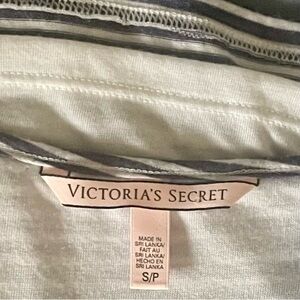 VICTORIA'S SECRET
MADE IN
SRI LANKA/
FAIT AU
SRI LANKA/
HECHO EN
SRI LANKA
S/P